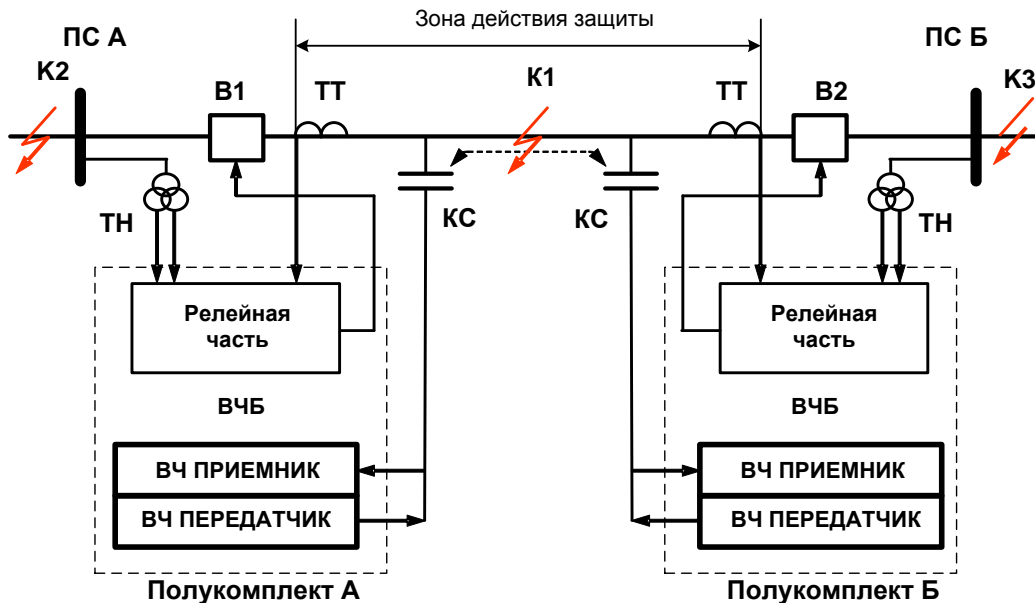 Зона действия защиты
ПС А
ПС Б
К2
В1
ТТ
К1
ТТ
В2
К3
ТН
КС
КС
ТН
Релейная
часть
Релейная
часть
ВЧБ
ВЧБ
ВЧ ПРИЕМНИК
ВЧ ПРИЕМНИК
ВЧ ПЕРЕДАТЧИК
ВЧ ПЕРЕДАТЧИК
Полукомплект А
Полукомплект Б